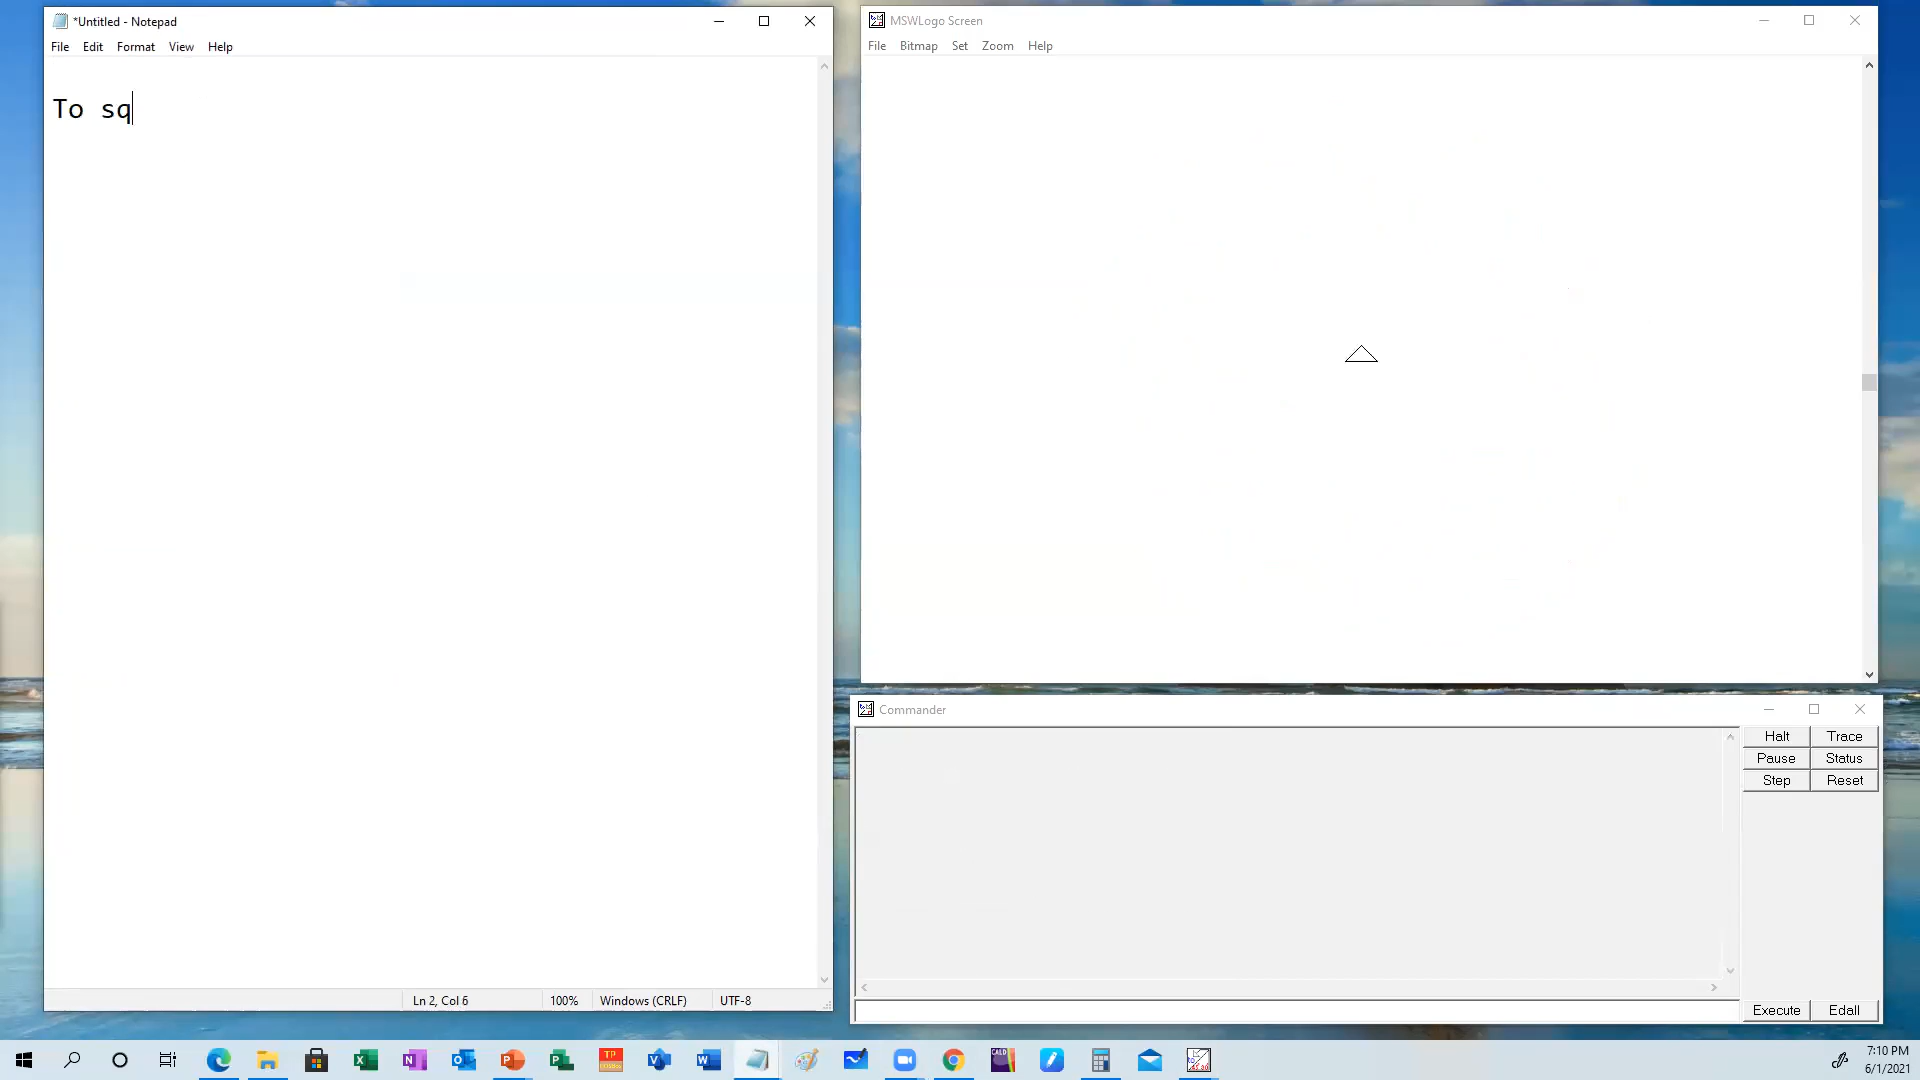 *Untitled - Notepad
File Edit Format View Help
To sq
Ln 2, Col 6 100% Windows (CRLF) UTF-8
MSWLogo Screen
File Bitmap Set Zoom Help
Commander
Halt Trace
Pause Status
Step Reset
Execute Edall
7:10 PM
6/1/2021